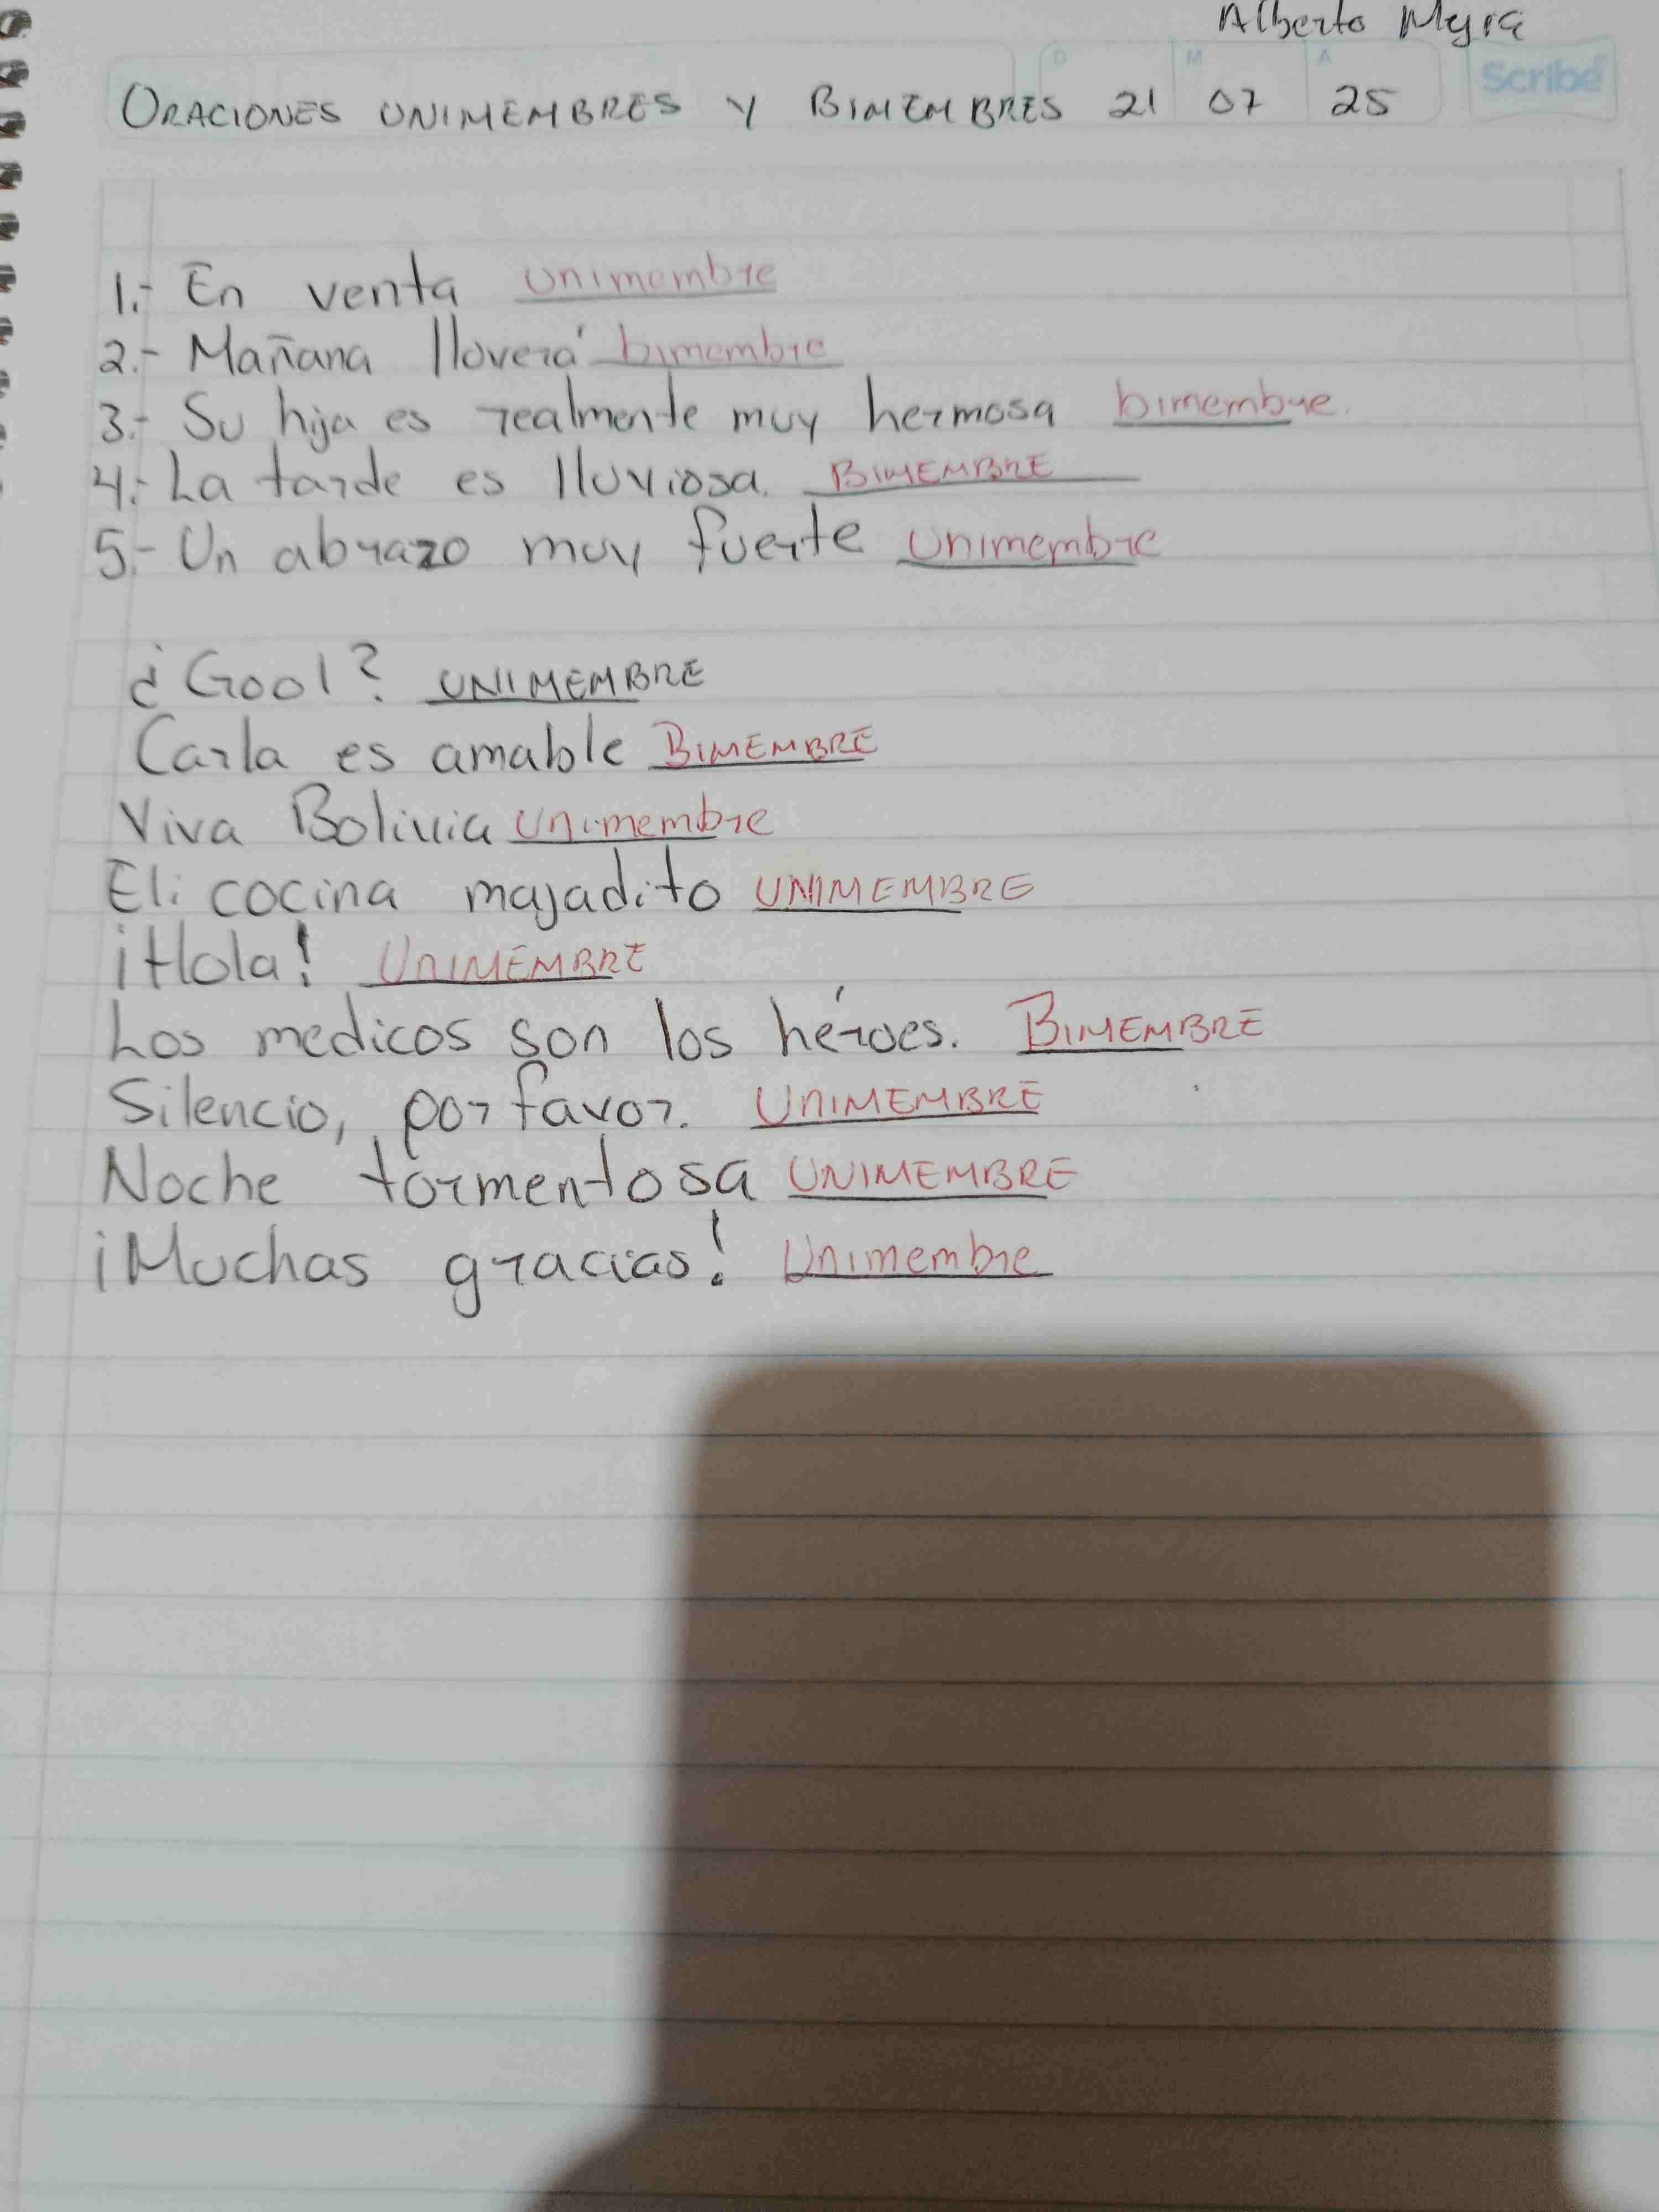 Alberto Mejía
D M A
Scribe
ORACIONES UNIMEMBRES Y BIMEMBRES 21 07 25
1.- En venta unimembre
2.- Mañana lloverá bimembre
3.- Su hija es realmente muy hermosa bimembre.
4.- La tarde es lluviosa. BIMEMBRE
5.- Un abrazo muy fuerte unimembre
¿Gool? UNIMEMBRE
Carla es amable BIMEMBRE
Viva Bolivia unimembre
Eli cocina majadito UNIMEMBRE
¡Hola! UNIMEMBRE
Los medicos son los héroes. BIMEMBRE
Silencio, por favor. UNIMEMBRE
Noche tormentosa UNIMEMBRE
¡Muchas gracias! Unimembre